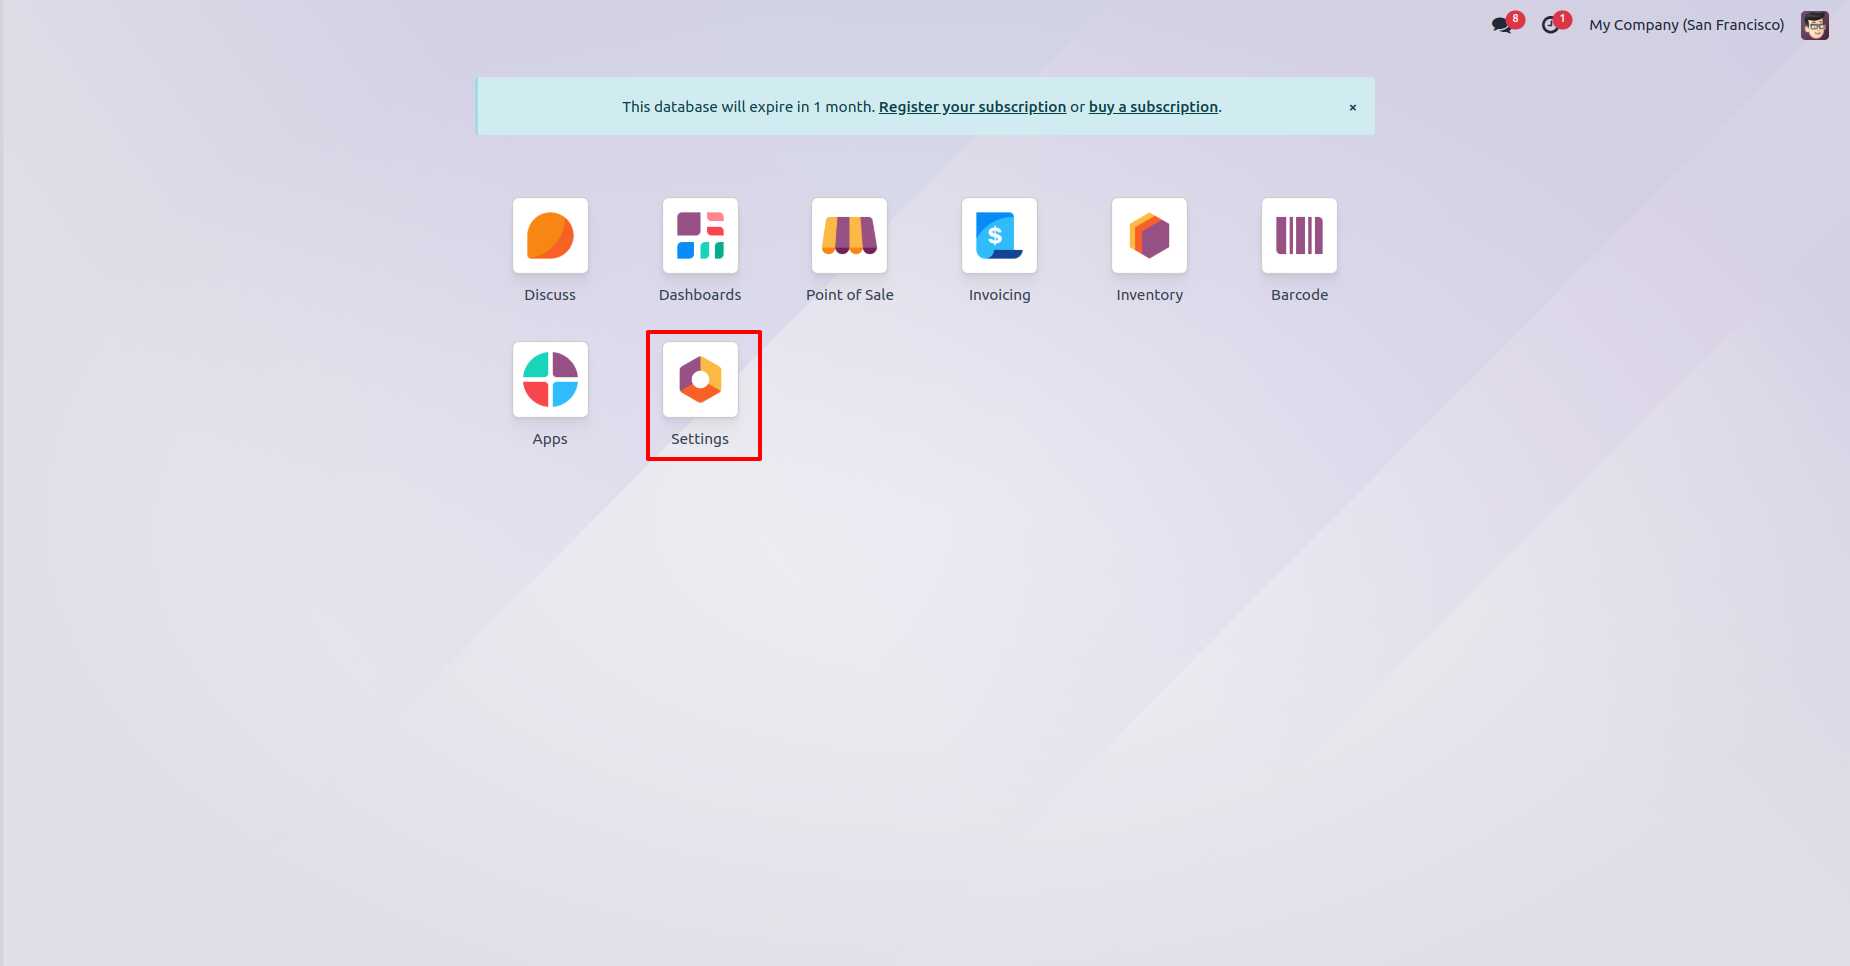 8 1 My Company (San Francisco)
This database will expire in 1 month. Register your subscription or buy a subscription. ×
$
Discuss Dashboards Point of Sale Invoicing Inventory Barcode
Apps Settings